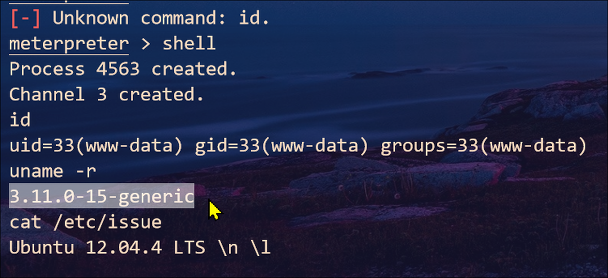 [-] Unknown command: id.
meterpreter > shell
Process 4563 created.
Channel 3 created.
id
uid=33(www-data) gid=33(www-data) groups=33(www-data)
uname -r
3.11.0-15-generic
cat /etc/issue
Ubuntu 12.04.4 LTS \n \l